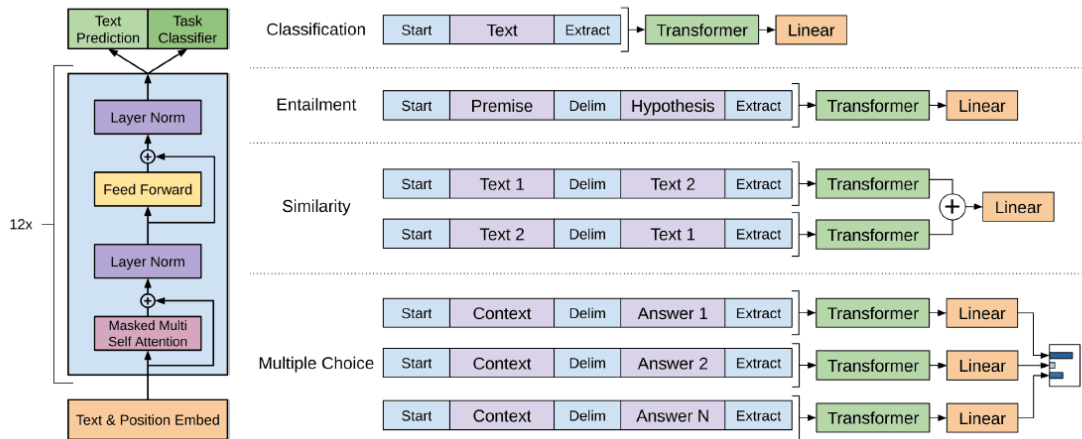 Text
Prediction
Task
Classifier
Layer Norm
+
Feed Forward
12x
Layer Norm
+
Masked Multi
Self Attention
Text & Position Embed
Classification
Start Text Extract Transformer Linear
Entailment
Start Premise Delim Hypothesis Extract Transformer Linear
Similarity
Start Text 1 Delim Text 2 Extract Transformer
+ Linear
Start Text 2 Delim Text 1 Extract Transformer
Multiple Choice
Start Context Delim Answer 1 Extract Transformer Linear
Start Context Delim Answer 2 Extract Transformer Linear
Start Context Delim Answer N Extract Transformer Linear